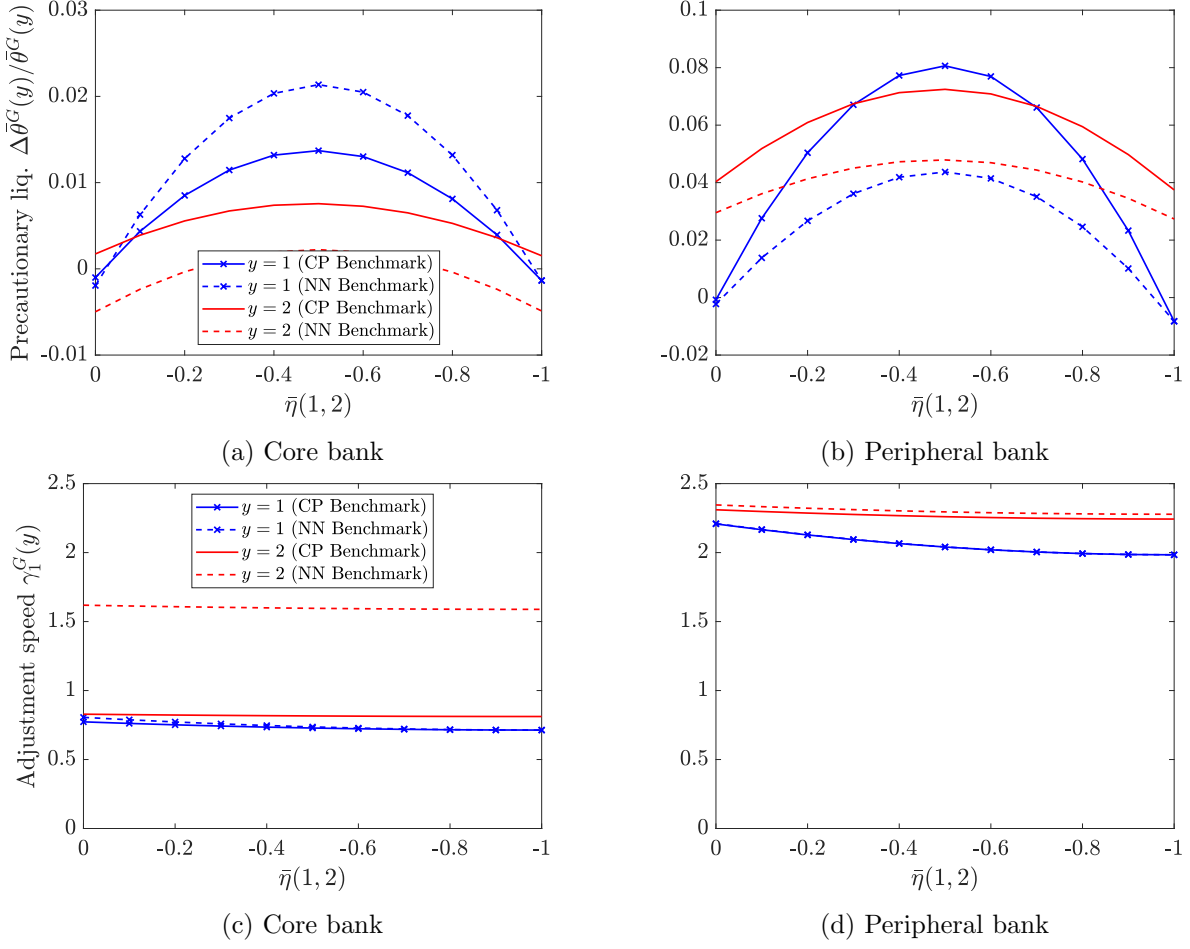 Precautionary liq. Δθ̄^G(y)/θ̄^G(y)
0.03
0.02
0.01
0
-0.01
y = 1 (CP Benchmark)
y = 1 (NN Benchmark)
y = 2 (CP Benchmark)
y = 2 (NN Benchmark)
0 -0.2 -0.4 -0.6 -0.8 -1
η̄(1, 2)
(a) Core bank
0.1
0.08
0.06
0.04
0.02
0
-0.02
0 -0.2 -0.4 -0.6 -0.8 -1
η̄(1, 2)
(b) Peripheral bank
Adjustment speed γ₁^G(y)
2.5
2
1.5
1
0.5
0
y = 1 (CP Benchmark)
y = 1 (NN Benchmark)
y = 2 (CP Benchmark)
y = 2 (NN Benchmark)
0 -0.2 -0.4 -0.6 -0.8 -1
η̄(1, 2)
(c) Core bank
2.5
2
1.5
1
0.5
0
0 -0.2 -0.4 -0.6 -0.8 -1
η̄(1, 2)
(d) Peripheral bank